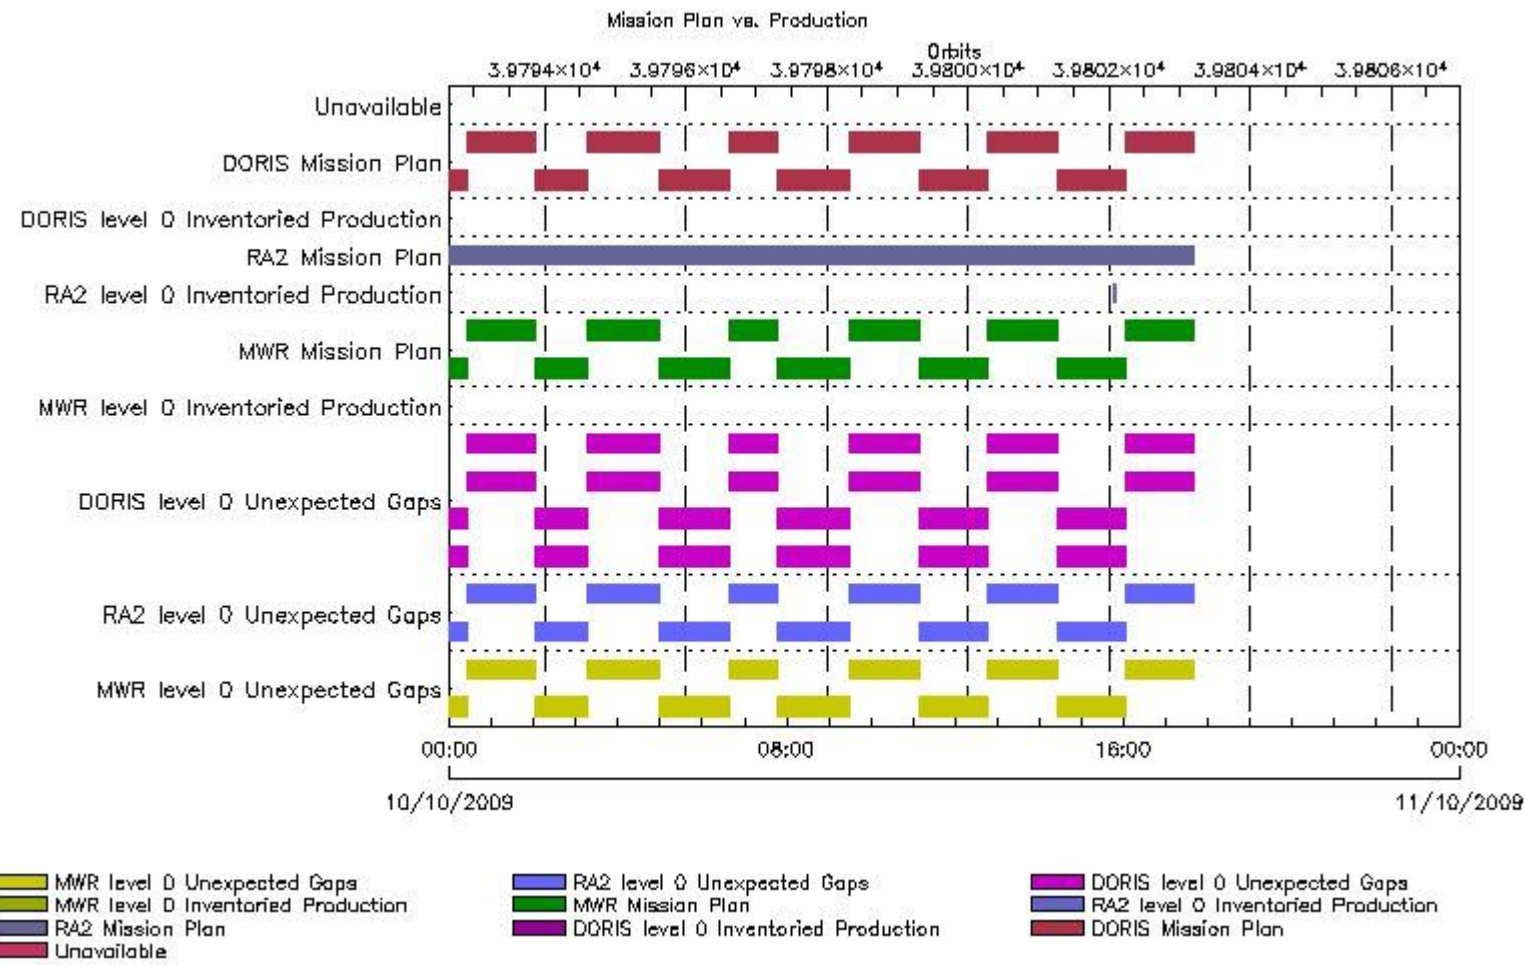 Mission Plan vs. Production
Orbits
3.9794×10⁴ 3.9796×10⁴ 3.9798×10⁴ 3.9800×10⁴ 3.9802×10⁴ 3.9804×10⁴ 3.9806×10⁴
Unavailable
DORIS Mission Plan
DORIS level 0 Inventoried Production
RA2 Mission Plan
RA2 level 0 Inventoried Production
MWR Mission Plan
MWR level 0 Inventoried Production
DORIS level 0 Unexpected Gaps
RA2 level 0 Unexpected Gaps
MWR level 0 Unexpected Gaps
00:00 08:00 16:00 00:00
10/10/2009 11/10/2009
MWR level 0 Unexpected Gaps RA2 level 0 Unexpected Gaps DORIS level 0 Unexpected Gaps
MWR level 0 Inventoried Production MWR Mission Plan RA2 level 0 Inventoried Production
RA2 Mission Plan DORIS level 0 Inventoried Production DORIS Mission Plan
Unavailable